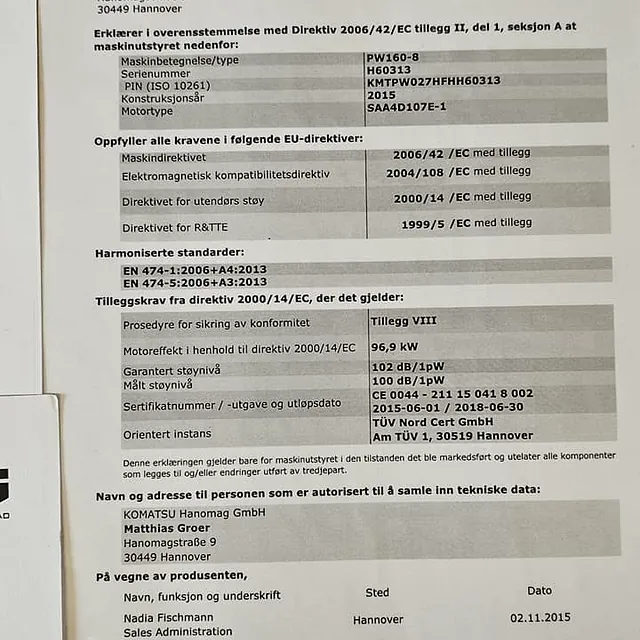 30449 Hannover
Erklærer i overensstemmelse med Direktiv 2006/42/EC tillegg II, del 1, seksjon A at
maskinutstyret nedenfor:
Maskinbetegnelse/type PW160-8
Serienummer H60313
PIN (ISO 10261) KMTPW027HFHH60313
Konstruksjonsår 2015
Motortype SAA4D107E-1
Oppfyller alle kravene i følgende EU-direktiver:
Maskindirektivet 2006/42 /EC med tillegg
Elektromagnetisk kompatibilitetsdirektiv 2004/108 /EC med tillegg
Direktivet for utendørs støy 2000/14 /EC med tillegg
Direktivet for R&TTE 1999/5 /EC med tillegg
Harmoniserte standarder:
EN 474-1:2006+A4:2013
EN 474-5:2006+A3:2013
Tilleggskrav fra direktiv 2000/14/EC, der det gjelder:
Prosedyre for sikring av konformitet Tillegg VIII
Motoreffekt i henhold til direktiv 2000/14/EC 96,9 kW
Garantert støynivå 102 dB/1pW
Målt støynivå 100 dB/1pW
Sertifikatnummer / -utgave og utløpsdato CE 0044 - 211 15 041 8 002
2015-06-01 / 2018-06-30
Orientert instans TÜV Nord Cert GmbH
Am TÜV 1, 30519 Hannover
Denne erklæringen gjelder bare for maskinutstyret i den tilstanden det ble markedsført og utelater alle komponenter
som legges til og/eller endringer utført av tredjepart.
Navn og adresse til personen som er autorisert til å samle inn tekniske data:
KOMATSU Hanomag GmbH
Matthias Groer
Hanomagstraße 9
30449 Hannover
På vegne av produsenten,
Navn, funksjon og underskrift Sted Dato
Nadia Fischmann Hannover 02.11.2015
Sales Administration